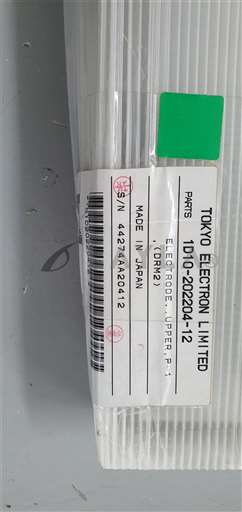 TOKYO ELECTRON LIMITED
PARTS 1D10-202204-12
ELECTRODE,,UPPER,P.1
,(DRM2)
MADE IN JAPAN
S/N 44274AA20412